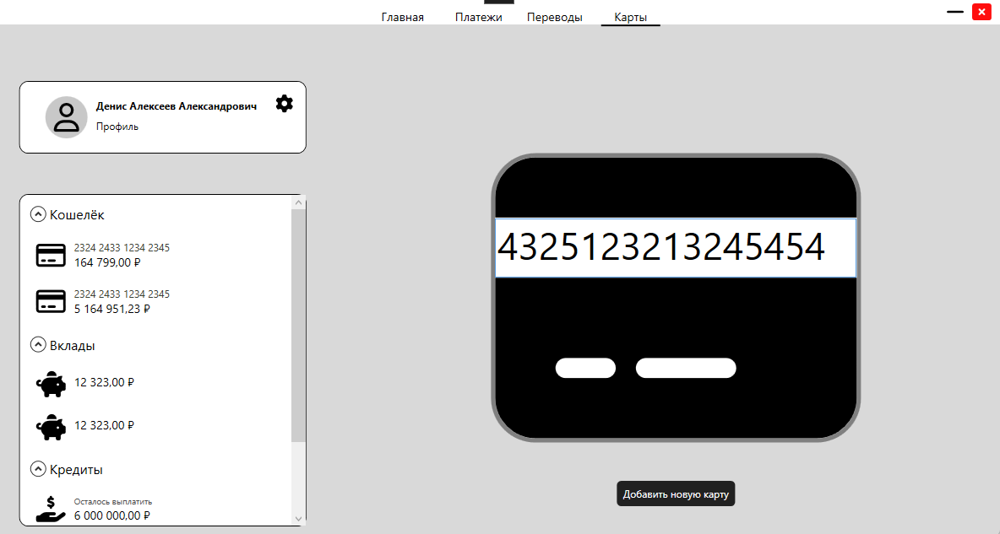 Главная Платежи Переводы Карты
Денис Алексеев Александрович
Профиль
Кошелёк
2324 2433 1234 2345
164 799,00 ₽
2324 2433 1234 2345
5 164 951,23 ₽
Вклады
12 323,00 ₽
12 323,00 ₽
Кредиты
Осталось выплатить
6 000 000,00 ₽
4325123213245454
Добавить новую карту